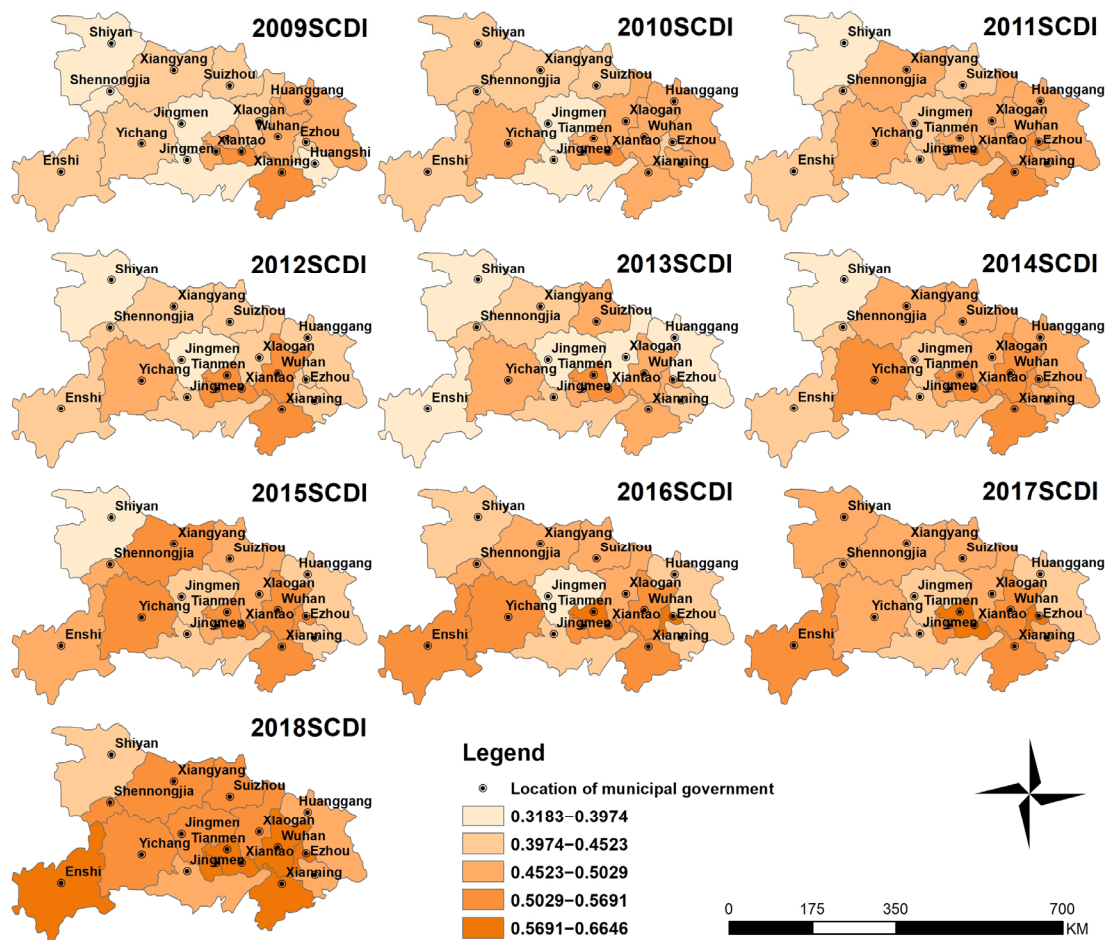 2009SCDI
Shiyan
Xiangyang
Shennongjia
Suizhou
Huanggang
Jingmen
XIaogan
Yichang
Wuhan
Ezhou
Xiantao
Jingmen
Huangshi
Enshi
Xianning
2010SCDI
Shiyan
Xiangyang
Shennongjia
Suizhou
Huanggang
Jingmen
XIaogan
Yichang
Tianmen
Wuhan
Xiantao
Ezhou
Jingmen
Enshi
Xianning
2011SCDI
Shiyan
Xiangyang
Shennongjia
Suizhou
Huanggang
Jingmen
XIaogan
Yichang
Tianmen
Wuhan
Xiantao
Ezhou
Jingmen
Enshi
Xianning
2012SCDI
Shiyan
Xiangyang
Shennongjia
Suizhou
Huanggang
Jingmen
XIaogan
Tianmen
Wuhan
Yichang
Xiantao
Ezhou
Jingmen
Enshi
Xianning
2013SCDI
Shiyan
Xiangyang
Shennongjia
Suizhou
Huanggang
Jingmen
XIaogan
Tianmen
Wuhan
Yichang
Xiantao
Ezhou
Jingmen
Enshi
Xianning
2014SCDI
Shiyan
Xiangyang
Shennongjia
Suizhou
Huanggang
Jingmen
XIaogan
Tianmen
Wuhan
Yichang
Xiantao
Ezhou
Jingmen
Enshi
Xianning
2015SCDI
Shiyan
Xiangyang
Shennongjia
Suizhou
Huanggang
Jingmen
XIaogan
Tianmen
Wuhan
Yichang
Xiantao
Ezhou
Jingmen
Enshi
Xianning
2016SCDI
Shiyan
Xiangyang
Shennongjia
Suizhou
Huanggang
Jingmen
XIaogan
Tianmen
Wuhan
Yichang
Xiantao
Ezhou
Jingmen
Enshi
Xianning
2017SCDI
Shiyan
Xiangyang
Shennongjia
Suizhou
Huanggang
Jingmen
XIaogan
Tianmen
Wuhan
Yichang
Xiantao
Ezhou
Jingmen
Enshi
Xianning
2018SCDI
Shiyan
Xiangyang
Shennongjia
Suizhou
Huanggang
Jingmen
XIaogan
Tianmen
Wuhan
Yichang
Xiantao
Ezhou
Jingmen
Enshi
Xianning
Legend
Location of municipal government
0.3183–0.3974
0.3974–0.4523
0.4523–0.5029
0.5029–0.5691
0.5691–0.6646
0 175 350 700
KM